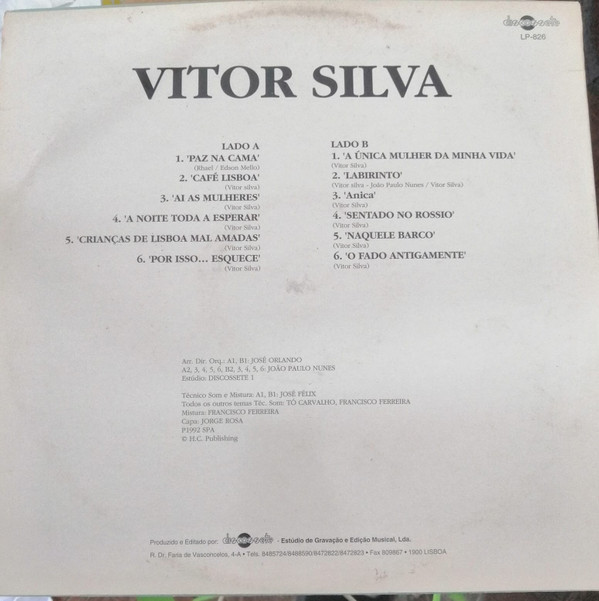 discossete
LP-826
VITOR SILVA
LADO A
1. 'PAZ NA CAMA'
(Rhael / Edson Mello)
2. 'CAFÉ LISBOA'
(Vitor silva)
3. 'AI AS MULHERES'
(Vitor Silva)
4. 'A NOITE TODA A ESPERAR'
(Vitor Silva)
5. 'CRIANÇAS DE LISBOA MAL AMADAS'
(Vitor Silva)
6. 'POR ISSO... ESQUECE'
(Vitor Silva)
LADO B
1. 'A ÚNICA MULHER DA MINHA VIDA'
(Vitor Silva)
2. 'LABIRINTO'
(Vitor silva - João Paulo Nunes / Vitor Silva)
3. 'Anica'
(Vitor Silva)
4. 'SENTADO NO ROSSIO'
(Vitor Silva)
5. 'NAQUELE BARCO'
(Vitor Silva)
6. 'O FADO ANTIGAMENTE'
(Vitor Silva)
Arr. Dir. Orq.: A1, B1: JOSÉ ORLANDO
A2, 3, 4, 5, 6, B2, 3, 4, 5, 6: JOÃO PAULO NUNES
Estúdio: DISCOSSETE 1
Técnico Som e Mistura: A1, B1: JOSÉ FÉLIX
Todos os outros temas Téc. Som: TÓ CARVALHO, FRANCISCO FERREIRA
Mistura: FRANCISCO FERREIRA
Capa: JORGE ROSA
P1992 SPA
© H.C. Publishing
Produzido e Editado por: discossete - Estúdio de Gravação e Edição Musical, Lda.
R. Dr. Faria de Vasconcelos, 4-A • Tels. 8485724/8488590/8472822/8472823 • Fax 809867 • 1900 LISBOA